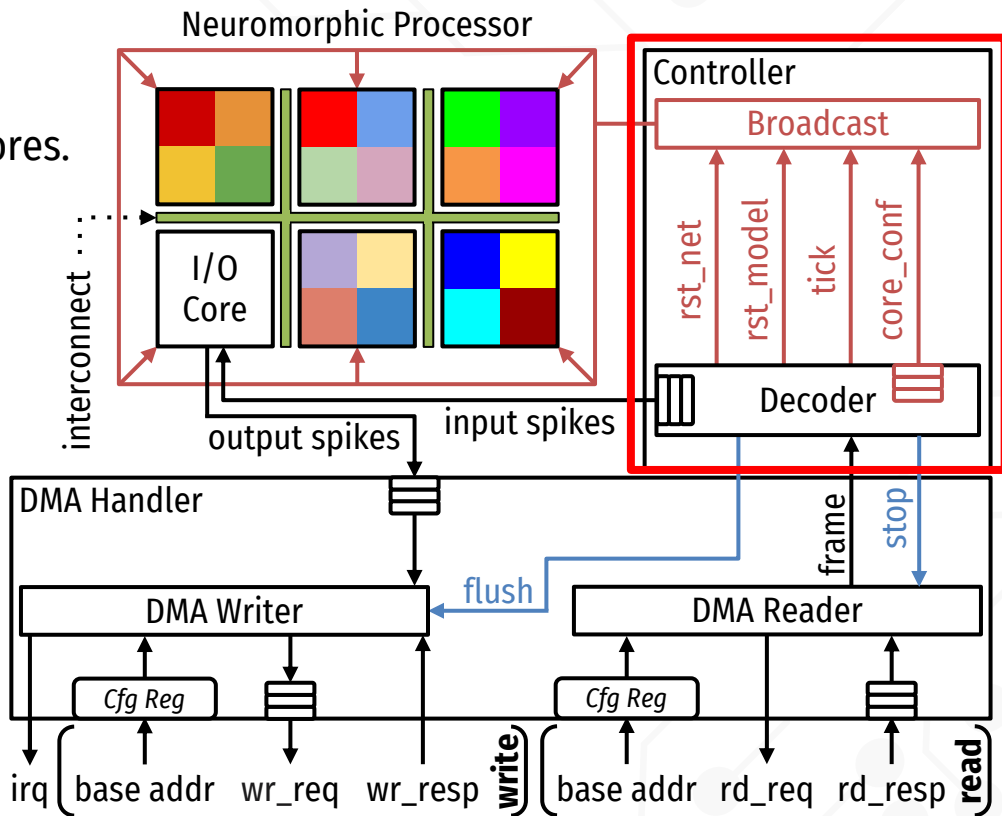 Neuromorphic Processor
ores.
interconnect
I/O
Core
output spikes
input spikes
Controller
Broadcast
rst_net
rst_model
tick
core_conf
Decoder
DMA Handler
flush
frame
stop
DMA Writer
DMA Reader
Cfg Reg
Cfg Reg
irq
base addr
wr_req
wr_resp
write
base addr
rd_req
rd_resp
read